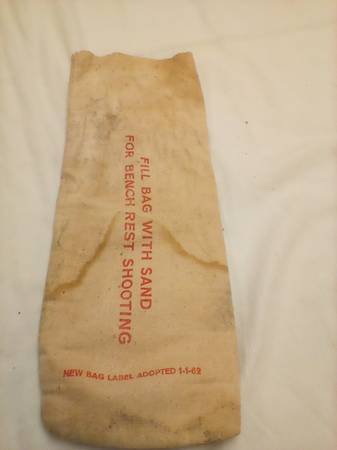 FILL BAG WITH SAND
FOR BENCH REST SHOOTING
NEW BAG LABEL ADOPTED 1-1-62